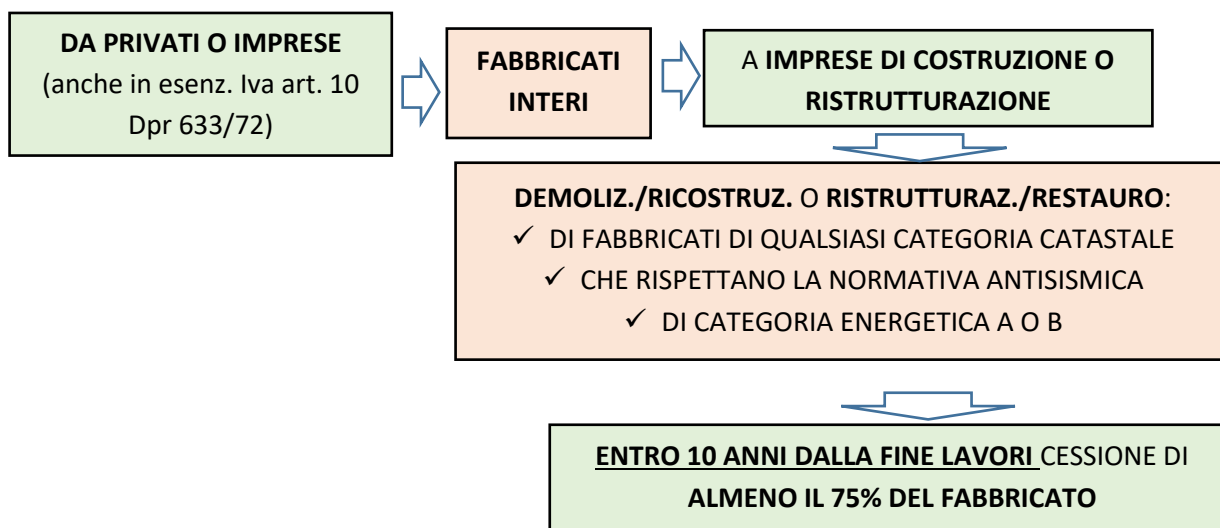 DA PRIVATI O IMPRESE
(anche in esenz. Iva art. 10
Dpr 633/72)
FABBRICATI
INTERI
A IMPRESE DI COSTRUZIONE O
RISTRUTTURAZIONE
DEMOLIZ./RICOSTRUZ. O RISTRUTTURAZ./RESTAURO:
✓ DI FABBRICATI DI QUALSIASI CATEGORIA CATASTALE
✓ CHE RISPETTANO LA NORMATIVA ANTISISMICA
✓ DI CATEGORIA ENERGETICA A O B
ENTRO 10 ANNI DALLA FINE LAVORI CESSIONE DI
ALMENO IL 75% DEL FABBRICATO